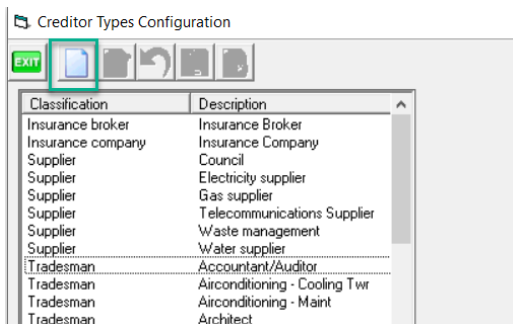 Creditor Types Configuration
EXIT
Classification Description
Insurance broker Insurance Broker
Insurance company Insurance Company
Supplier Council
Supplier Electricity supplier
Supplier Gas supplier
Supplier Telecommunications Supplier
Supplier Waste management
Supplier Water supplier
Tradesman Accountant/Auditor
Tradesman Airconditioning - Cooling Twr
Tradesman Airconditioning - Maint
Tradesman Architect